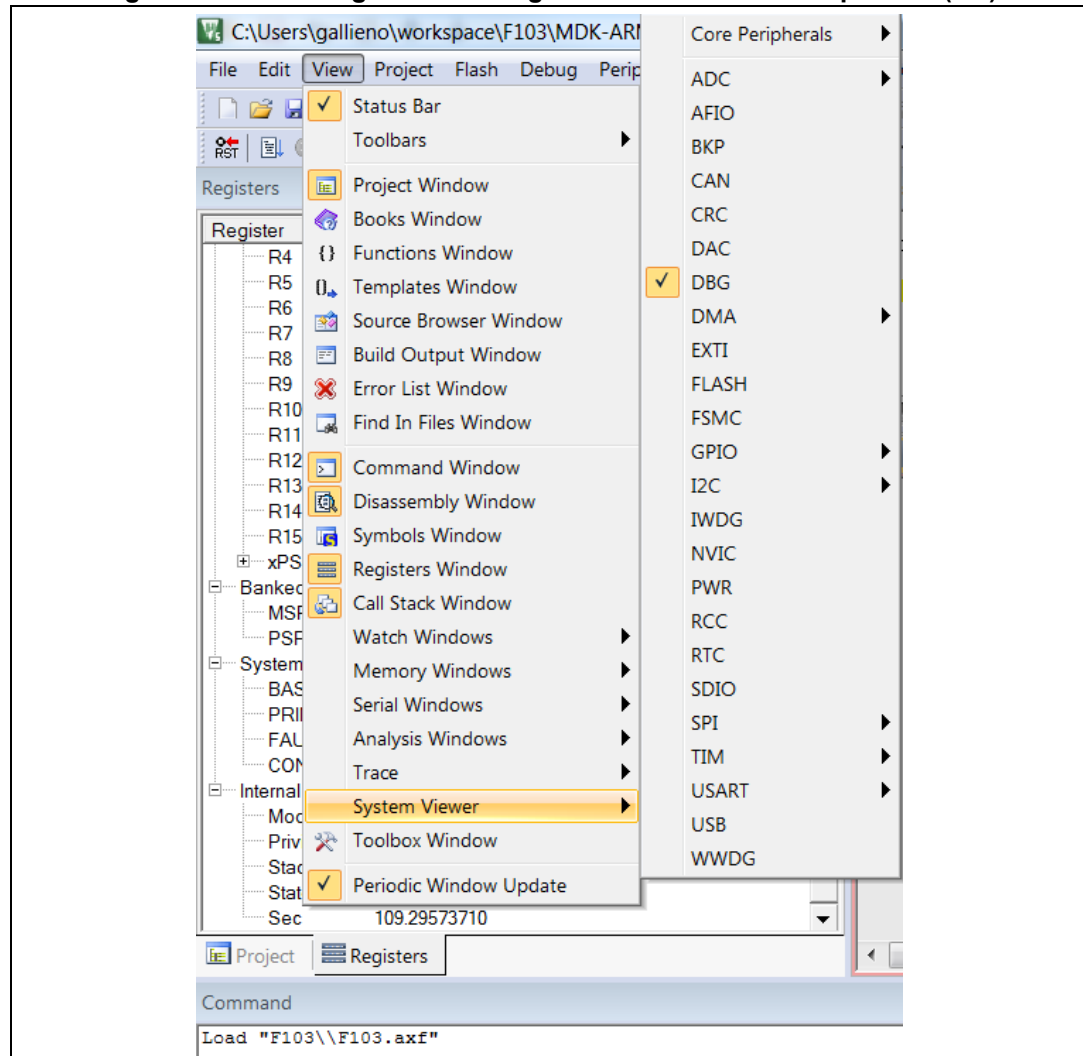 C:\Users\gallieno\workspace\F103\MDK-AR
File Edit View Project Flash Debug Perip
Status Bar
Toolbars
Project Window
Books Window
Functions Window
Templates Window
Source Browser Window
Build Output Window
Error List Window
Find In Files Window
Command Window
Disassembly Window
Symbols Window
Registers Window
Call Stack Window
Watch Windows
Memory Windows
Serial Windows
Analysis Windows
Trace
System Viewer
Toolbox Window
Periodic Window Update
Core Peripherals
ADC
AFIO
BKP
CAN
CRC
DAC
DBG
DMA
EXTI
FLASH
FSMC
GPIO
I2C
IWDG
NVIC
PWR
RCC
RTC
SDIO
SPI
TIM
USART
USB
WWDG
RST
Registers
Register
R4
R5
R6
R7
R8
R9
R10
R11
R12
R13
R14
R15
xPS
Banked
MSP
PSP
System
BAS
PRI
FAU
CON
Internal
Mod
Priv
Stac
Stat
Sec 109.29573710
Project Registers
Command
Load "F103\\F103.axf"